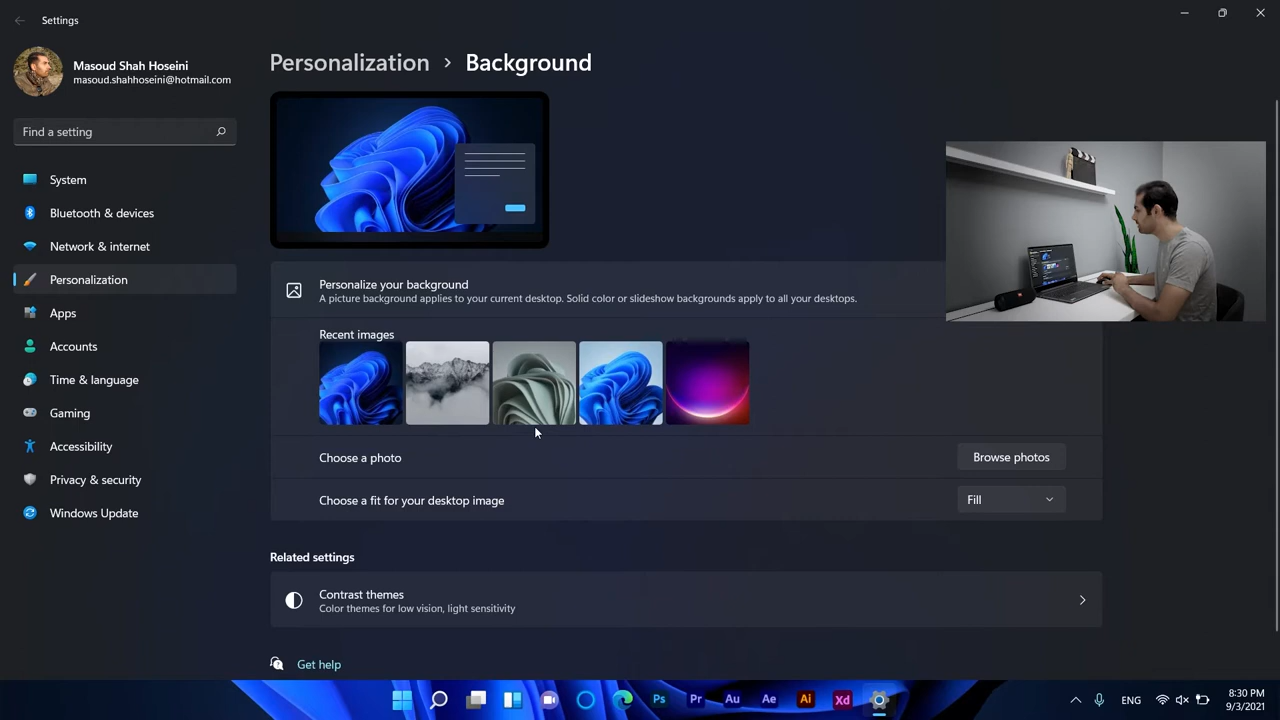 Settings
Masoud Shah Hoseini
masoud.shahhoseini@hotmail.com
Find a setting
System
Bluetooth & devices
Network & internet
Personalization
Apps
Accounts
Time & language
Gaming
Accessibility
Privacy & security
Windows Update
Personalization > Background
Personalize your background
A picture background applies to your current desktop. Solid color or slideshow backgrounds apply to all your desktops.
Recent images
Choose a photo
Browse photos
Choose a fit for your desktop image
Fill
Related settings
Contrast themes
Color themes for low vision, light sensitivity
Get help
Ps
Pr
Au
Ae
Ai
Xd
ENG
8:30 PM
9/3/2021